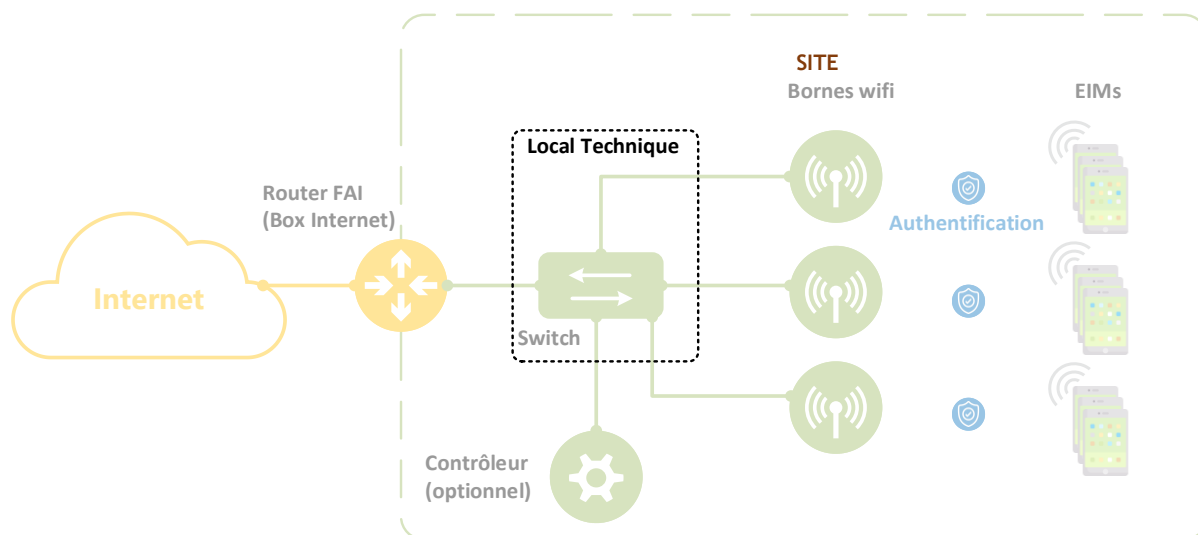 SITE
Bornes wifi
EIMs
Local Technique
Router FAI
(Box Internet)
Authentification
Internet
Switch
Contrôleur
(optionnel)